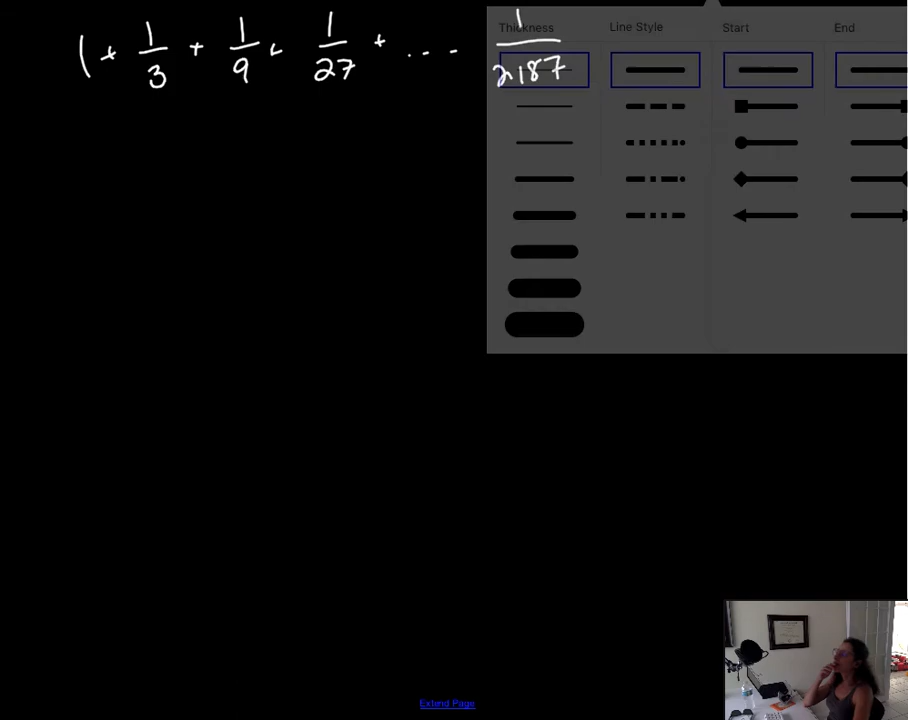 1 + 1/3 + 1/9 + 1/27 + .... 1/2187
Thickness Line Style Start End
Extend Page